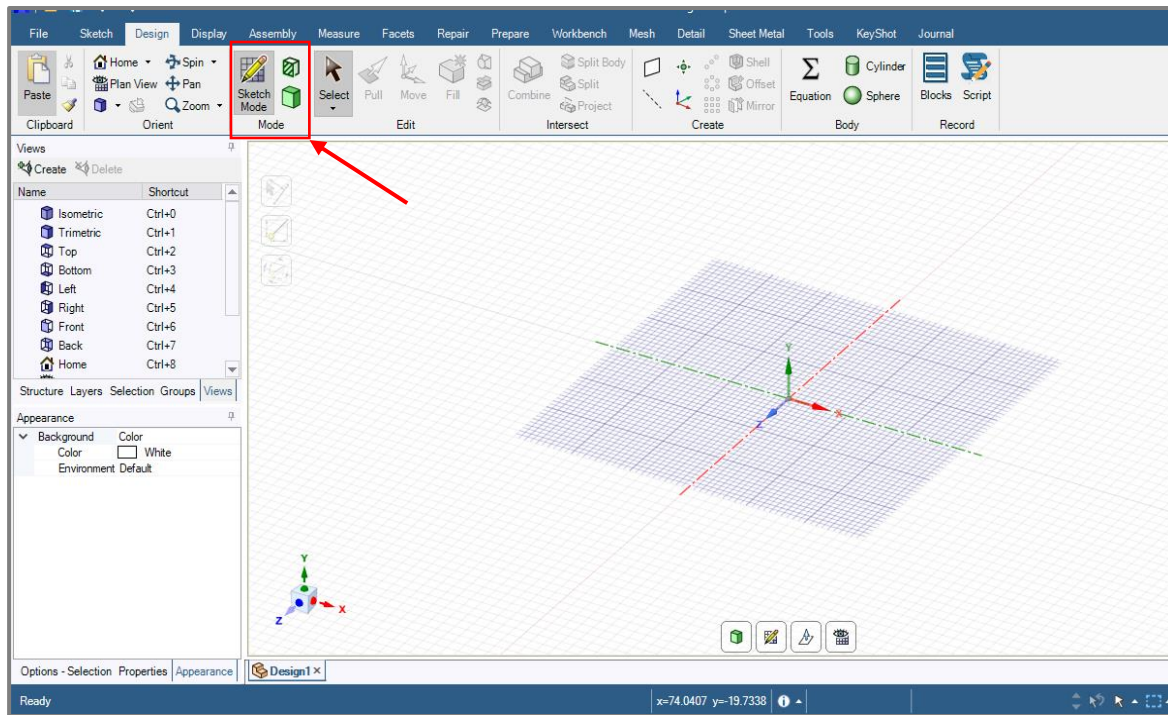 File Sketch Design Display Assembly Measure Facets Repair Prepare Workbench Mesh Detail Sheet Metal Tools KeyShot Journal
Paste
Clipboard
Home Spin
Plan View Pan
Zoom
Orient
Sketch
Mode
Mode
Select Pull Move Fill
Edit
Combine
Split Body
Split
Project
Intersect
Shell
Offset
Mirror
Create
Equation
Cylinder
Sphere
Body
Blocks Script
Record
Views
Create Delete
Name Shortcut
Isometric Ctrl+0
Trimetric Ctrl+1
Top Ctrl+2
Bottom Ctrl+3
Left Ctrl+4
Right Ctrl+5
Front Ctrl+6
Back Ctrl+7
Home Ctrl+8
Structure Layers Selection Groups Views
Appearance
Background Color
Color White
Environment Default
Options - Selection Properties Appearance
Y
X
Z
Y
X
Z
Design1
Ready
x=74.0407 y=-19.7338